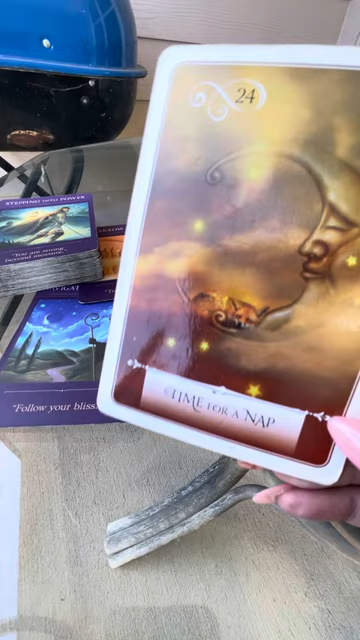 24
TIME FOR A NAP
STEPPING INTO POWER
"You are strong
beyond measure."
"Follow your bliss